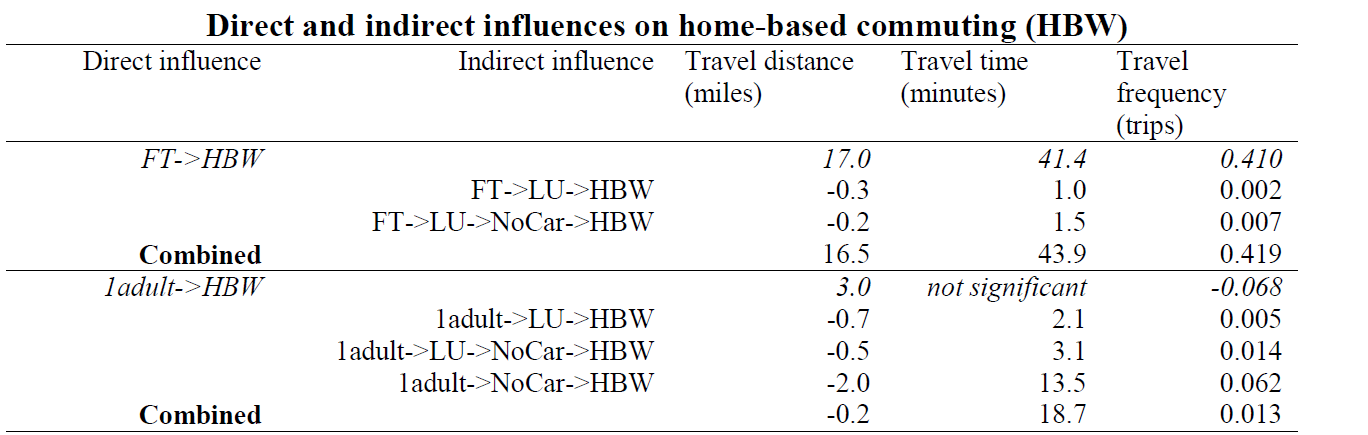 Direct and indirect influences on home-based commuting (HBW)
Direct influence Indirect influence Travel distance (miles) Travel time (minutes) Travel frequency (trips)
FT->HBW 17.0 41.4 0.410
FT->LU->HBW -0.3 1.0 0.002
FT->LU->NoCar->HBW -0.2 1.5 0.007
Combined 16.5 43.9 0.419
1adult->HBW 3.0 not significant -0.068
1adult->LU->HBW -0.7 2.1 0.005
1adult->LU->NoCar->HBW -0.5 3.1 0.014
1adult->NoCar->HBW -2.0 13.5 0.062
Combined -0.2 18.7 0.013